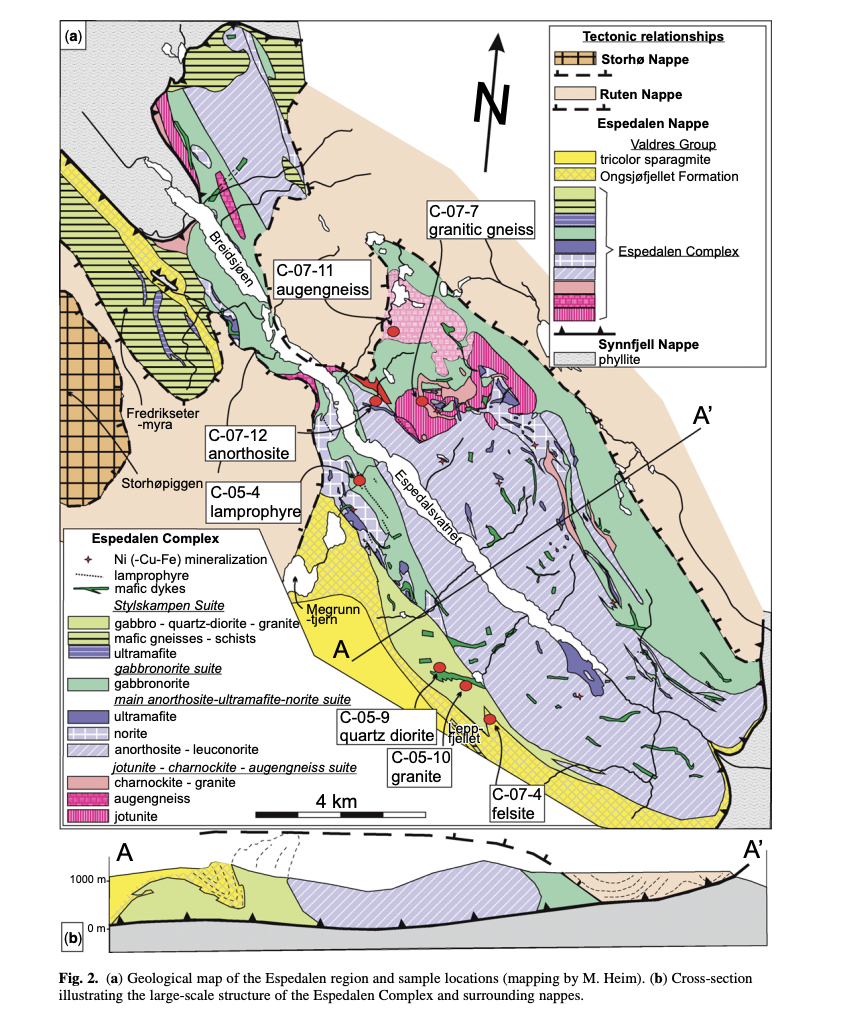 (a)
N
Tectonic relationships
Storhø Nappe
Ruten Nappe
Espedalen Nappe
Valdres Group
tricolor sparagmite
Ongsjøfjellet Formation
Espedalen Complex
Synnfjell Nappe
phyllite
C-07-7
granitic gneiss
Breidsjøen
C-07-11
augengneiss
Fredrikseter
-myra
A'
C-07-12
anorthosite
Storhøpiggen
C-05-4
lamprophyre
Espedalsvatnet
Megrunn
-tjern
A
C-05-9
quartz diorite
Lepp-
fjellet
C-05-10
granite
C-07-4
felsite
Espedalen Complex
Ni (-Cu-Fe) mineralization
lamprophyre
mafic dykes
Stylskampen Suite
gabbro - quartz-diorite - granite
mafic gneisses - schists
ultramafite
gabbronorite suite
gabbronorite
main anorthosite-ultramafite-norite suite
ultramafite
norite
anorthosite - leuconorite
jotunite - charnockite - augengneiss suite
charnockite - granite
augengneiss
jotunite
4 km
A
A'
1000 m
0 m
(b)
Fig. 2. (a) Geological map of the Espedalen region and sample locations (mapping by M. Heim). (b) Cross-section
illustrating the large-scale structure of the Espedalen Complex and surrounding nappes.